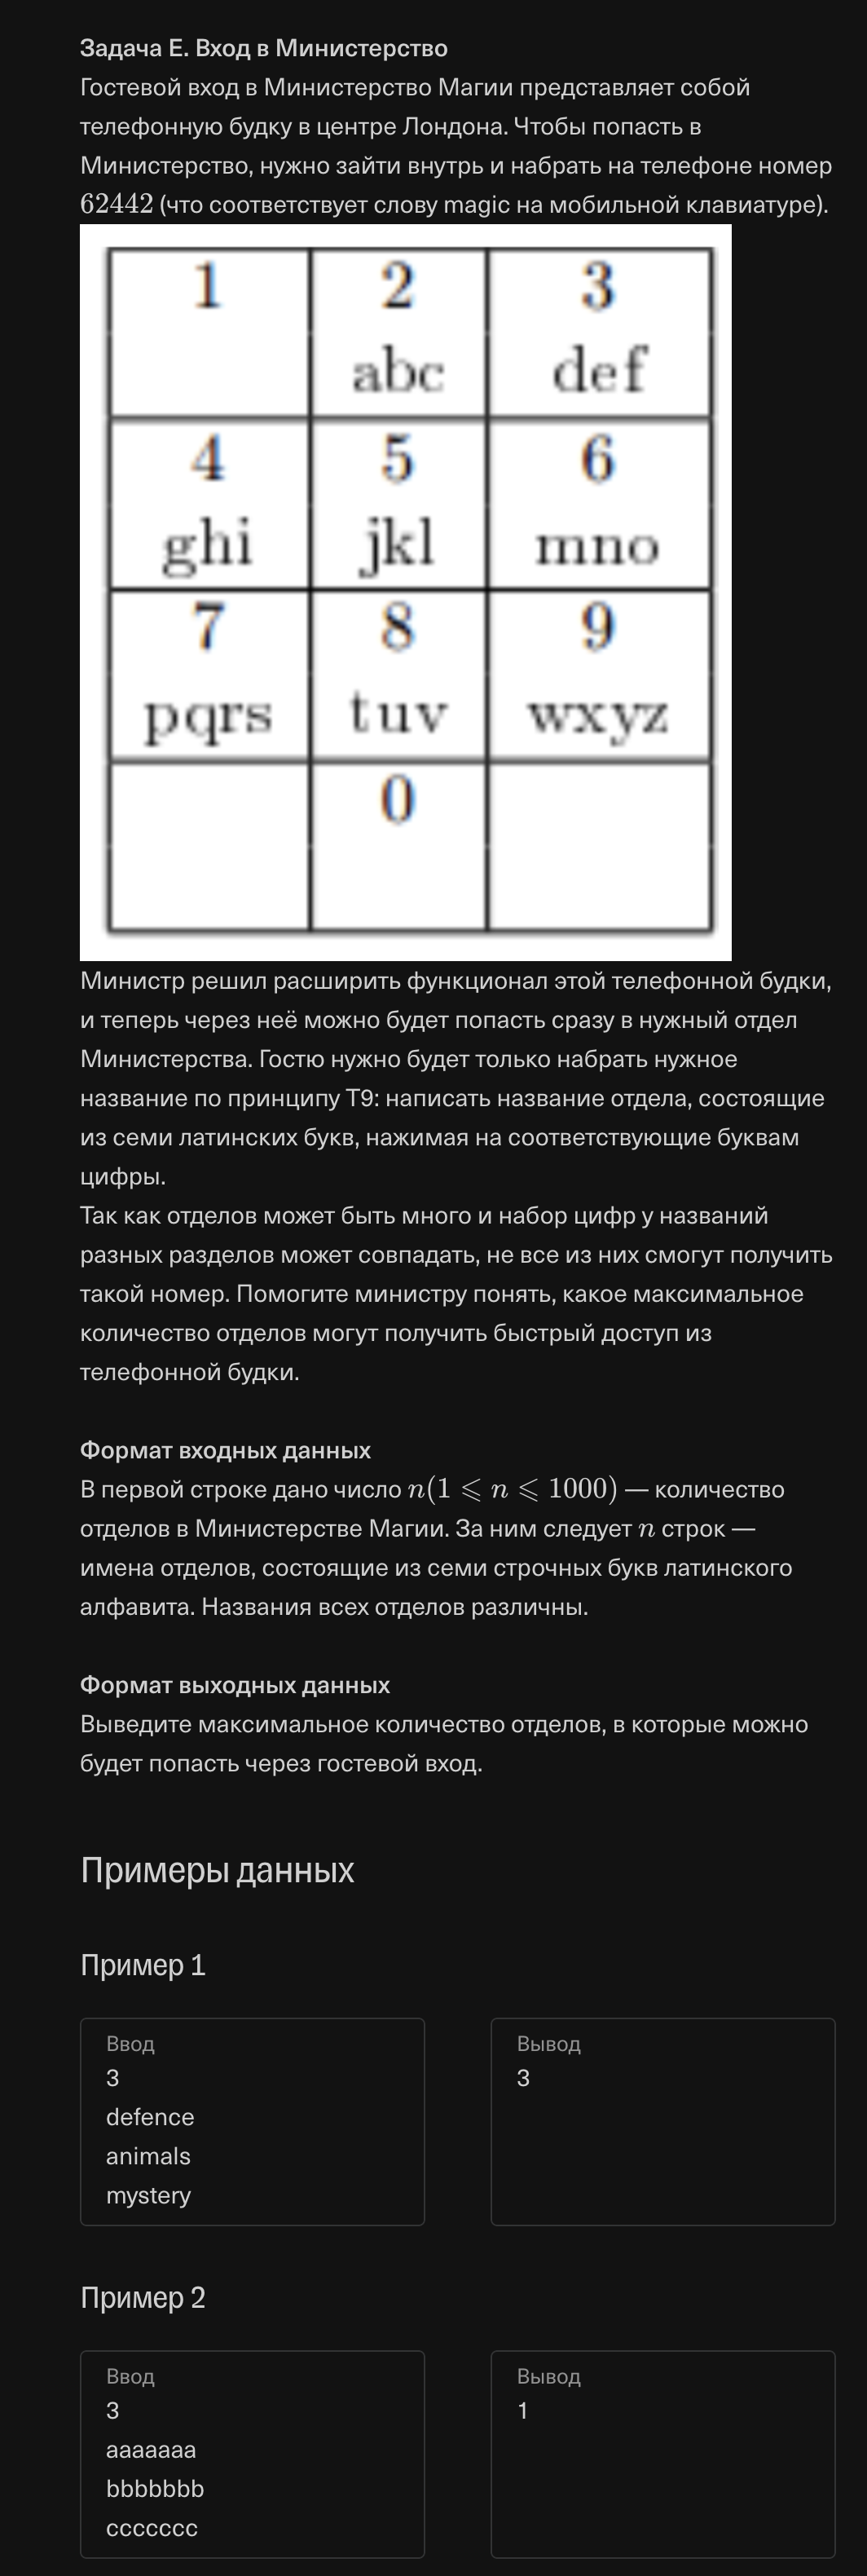 Задача E. Вход в Министерство
Гостевой вход в Министерство Магии представляет собой
телефонную будку в центре Лондона. Чтобы попасть в
Министерство, нужно зайти внутрь и набрать на телефоне номер
62442 (что соответствует слову magic на мобильной клавиатуре).
1 2 3
abc def
4 5 6
ghi jkl mno
7 8 9
pqrs tuv wxyz
0
Министр решил расширить функционал этой телефонной будки,
и теперь через неё можно будет попасть сразу в нужный отдел
Министерства. Гостю нужно будет только набрать нужное
название по принципу T9: написать название отдела, состоящие
из семи латинских букв, нажимая на соответствующие буквам
цифры.
Так как отделов может быть много и набор цифр у названий
разных разделов может совпадать, не все из них смогут получить
такой номер. Помогите министру понять, какое максимальное
количество отделов могут получить быстрый доступ из
телефонной будки.
Формат входных данных
В первой строке дано число n(1 ⩽ n ⩽ 1000) — количество
отделов в Министерстве Магии. За ним следует n строк —
имена отделов, состоящие из семи строчных букв латинского
алфавита. Названия всех отделов различны.
Формат выходных данных
Выведите максимальное количество отделов, в которые можно
будет попасть через гостевой вход.
Примеры данных
Пример 1
Ввод
3
defence
animals
mystery
Вывод
3
Пример 2
Ввод
3
aaaaaaa
bbbbbbb
ccccccc
Вывод
1